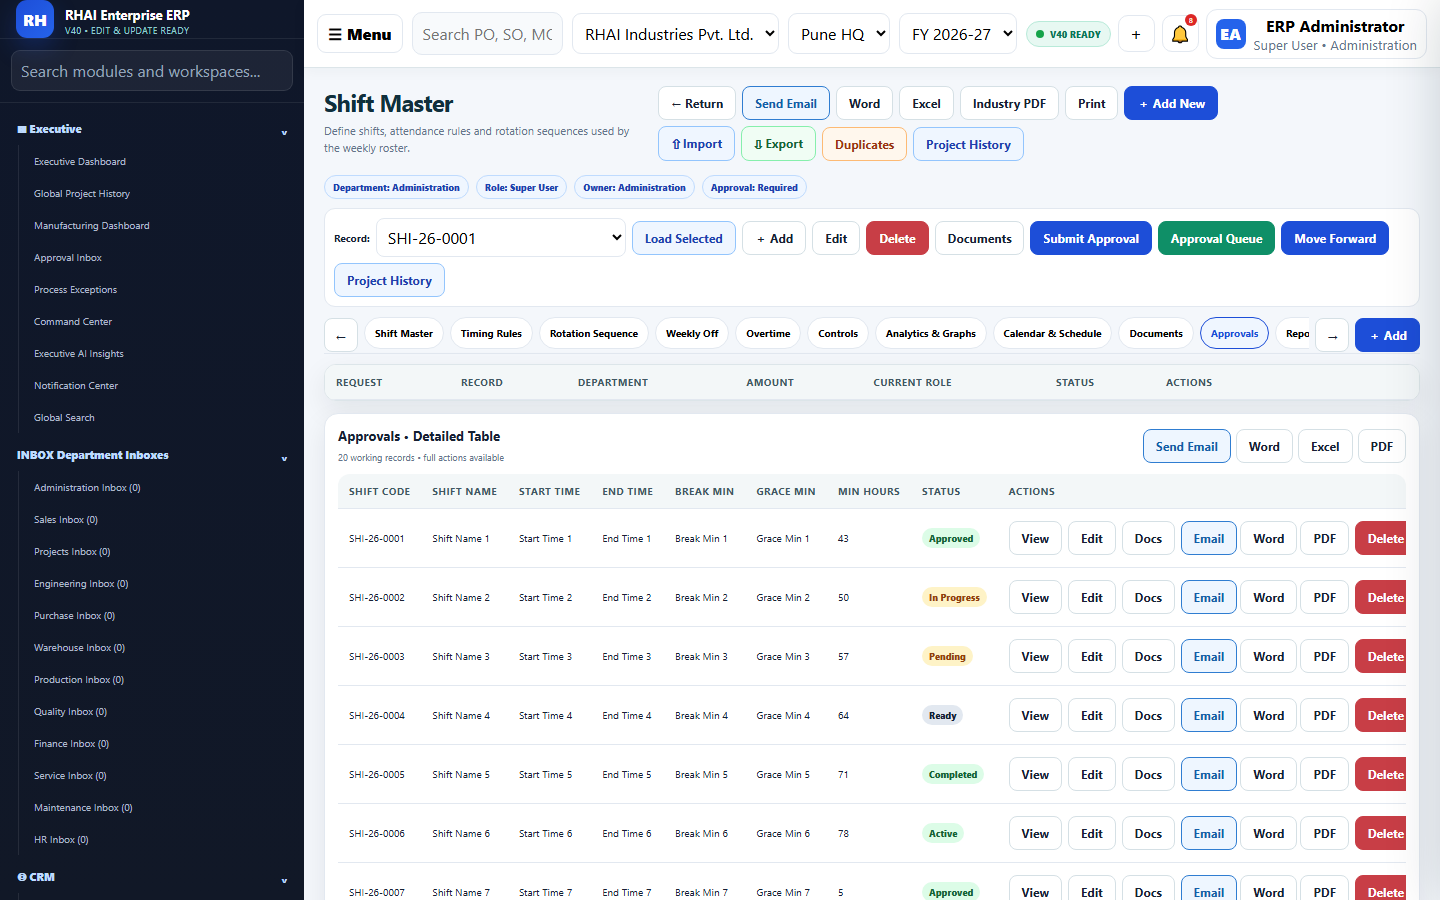 RH
RHAI Enterprise ERP
V40 • EDIT & UPDATE READY
Search modules and workspaces...
Executive
Executive Dashboard
Global Project History
Manufacturing Dashboard
Approval Inbox
Process Exceptions
Command Center
Executive AI Insights
Notification Center
Global Search
INBOX Department Inboxes
Administration Inbox (0)
Sales Inbox (0)
Projects Inbox (0)
Engineering Inbox (0)
Purchase Inbox (0)
Warehouse Inbox (0)
Production Inbox (0)
Quality Inbox (0)
Finance Inbox (0)
Service Inbox (0)
Maintenance Inbox (0)
HR Inbox (0)
CRM
☰ Menu
Search PO, SO, MO
RHAI Industries Pvt. Ltd.
Pune HQ
FY 2026-27
V40 READY
+
8
EA
ERP Administrator
Super User • Administration
Shift Master
Define shifts, attendance rules and rotation sequences used by
the weekly roster.
← Return
Send Email
Word
Excel
Industry PDF
Print
+ Add New
⇧ Import
⇩ Export
Duplicates
Project History
Department: Administration
Role: Super User
Owner: Administration
Approval: Required
Record:
SHI-26-0001
Load Selected
+ Add
Edit
Delete
Documents
Submit Approval
Approval Queue
Move Forward
Project History
←
Shift Master
Timing Rules
Rotation Sequence
Weekly Off
Overtime
Controls
Analytics & Graphs
Calendar & Schedule
Documents
Approvals
Repo
→
+ Add
REQUEST RECORD DEPARTMENT AMOUNT CURRENT ROLE STATUS ACTIONS
Approvals • Detailed Table
20 working records • full actions available
Send Email
Word
Excel
PDF
SHIFT CODE SHIFT NAME START TIME END TIME BREAK MIN GRACE MIN MIN HOURS STATUS ACTIONS
SHI-26-0001 Shift Name 1 Start Time 1 End Time 1 Break Min 1 Grace Min 1 43 Approved View Edit Docs Email Word PDF Delete
SHI-26-0002 Shift Name 2 Start Time 2 End Time 2 Break Min 2 Grace Min 2 50 In Progress View Edit Docs Email Word PDF Delete
SHI-26-0003 Shift Name 3 Start Time 3 End Time 3 Break Min 3 Grace Min 3 57 Pending View Edit Docs Email Word PDF Delete
SHI-26-0004 Shift Name 4 Start Time 4 End Time 4 Break Min 4 Grace Min 4 64 Ready View Edit Docs Email Word PDF Delete
SHI-26-0005 Shift Name 5 Start Time 5 End Time 5 Break Min 5 Grace Min 5 71 Completed View Edit Docs Email Word PDF Delete
SHI-26-0006 Shift Name 6 Start Time 6 End Time 6 Break Min 6 Grace Min 6 78 Active View Edit Docs Email Word PDF Delete
SHI-26-0007 Shift Name 7 Start Time 7 End Time 7 Break Min 7 Grace Min 7 5 Approved View Edit Docs Email Word PDF Delete